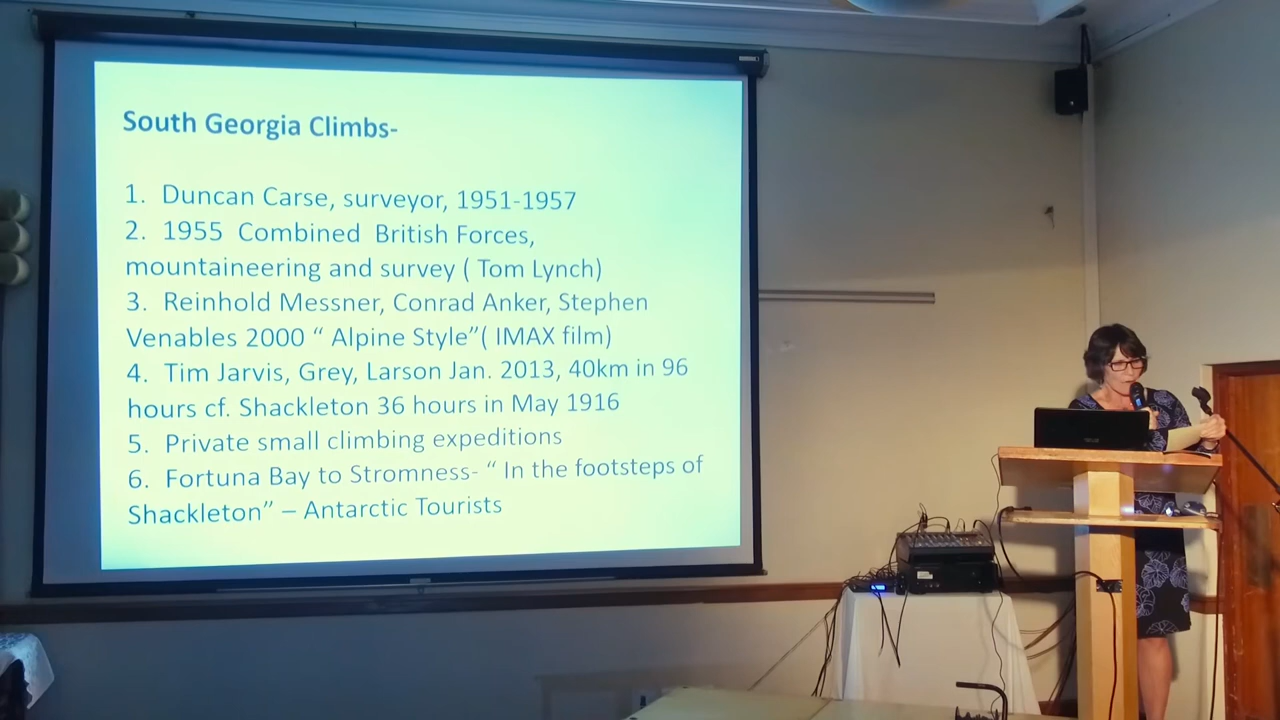 South Georgia Climbs-
1. Duncan Carse, surveyor, 1951-1957
2. 1955 Combined British Forces,
mountaineering and survey ( Tom Lynch)
3. Reinhold Messner, Conrad Anker, Stephen
Venables 2000 “ Alpine Style”( IMAX film)
4. Tim Jarvis, Grey, Larson Jan. 2013, 40km in 96
hours cf. Shackleton 36 hours in May 1916
5. Private small climbing expeditions
6. Fortuna Bay to Stromness- “ In the footsteps of
Shackleton” – Antarctic Tourists